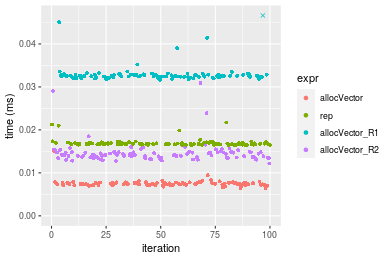 time (ms)
0.04
0.03
0.02
0.01
0.00
0 25 50 75 100
iteration
expr
allocVector
rep
allocVector_R1
allocVector_R2